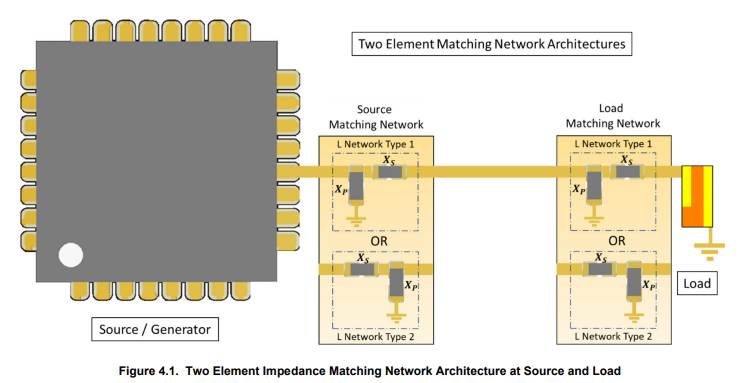 Two Element Matching Network Architectures
Source
Matching Network
L Network Type 1
X_S
X_P
OR
X_S
X_P
L Network Type 2
Load
Matching Network
L Network Type 1
X_S
X_P
OR
X_S
X_P
L Network Type 2
Load
Source / Generator
Figure 4.1. Two Element Impedance Matching Network Architecture at Source and Load